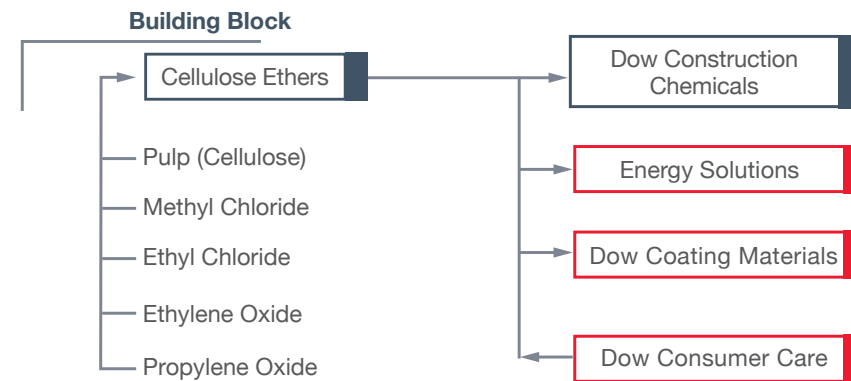 Building Block
Cellulose Ethers
Pulp (Cellulose)
Methyl Chloride
Ethyl Chloride
Ethylene Oxide
Propylene Oxide
Dow Construction
Chemicals
Energy Solutions
Dow Coating Materials
Dow Consumer Care